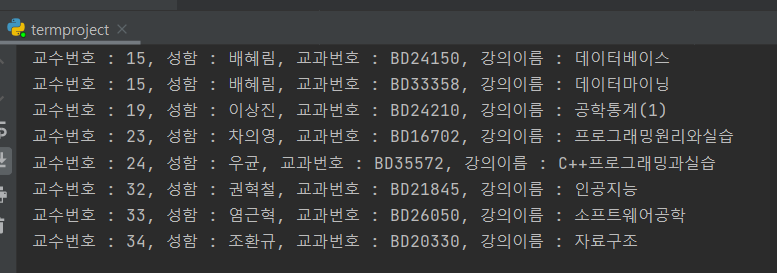 termproject
교수번호 : 15, 성함 : 배혜림, 교과번호 : BD24150, 강의이름 : 데이터베이스
교수번호 : 15, 성함 : 배혜림, 교과번호 : BD33358, 강의이름 : 데이터마이닝
교수번호 : 19, 성함 : 이상진, 교과번호 : BD24210, 강의이름 : 공학통계(1)
교수번호 : 23, 성함 : 차의영, 교과번호 : BD16702, 강의이름 : 프로그래밍원리와실습
교수번호 : 24, 성함 : 우균, 교과번호 : BD35572, 강의이름 : C++프로그래밍과실습
교수번호 : 32, 성함 : 권혁철, 교과번호 : BD21845, 강의이름 : 인공지능
교수번호 : 33, 성함 : 염근혁, 교과번호 : BD26050, 강의이름 : 소프트웨어공학
교수번호 : 34, 성함 : 조환규, 교과번호 : BD20330, 강의이름 : 자료구조